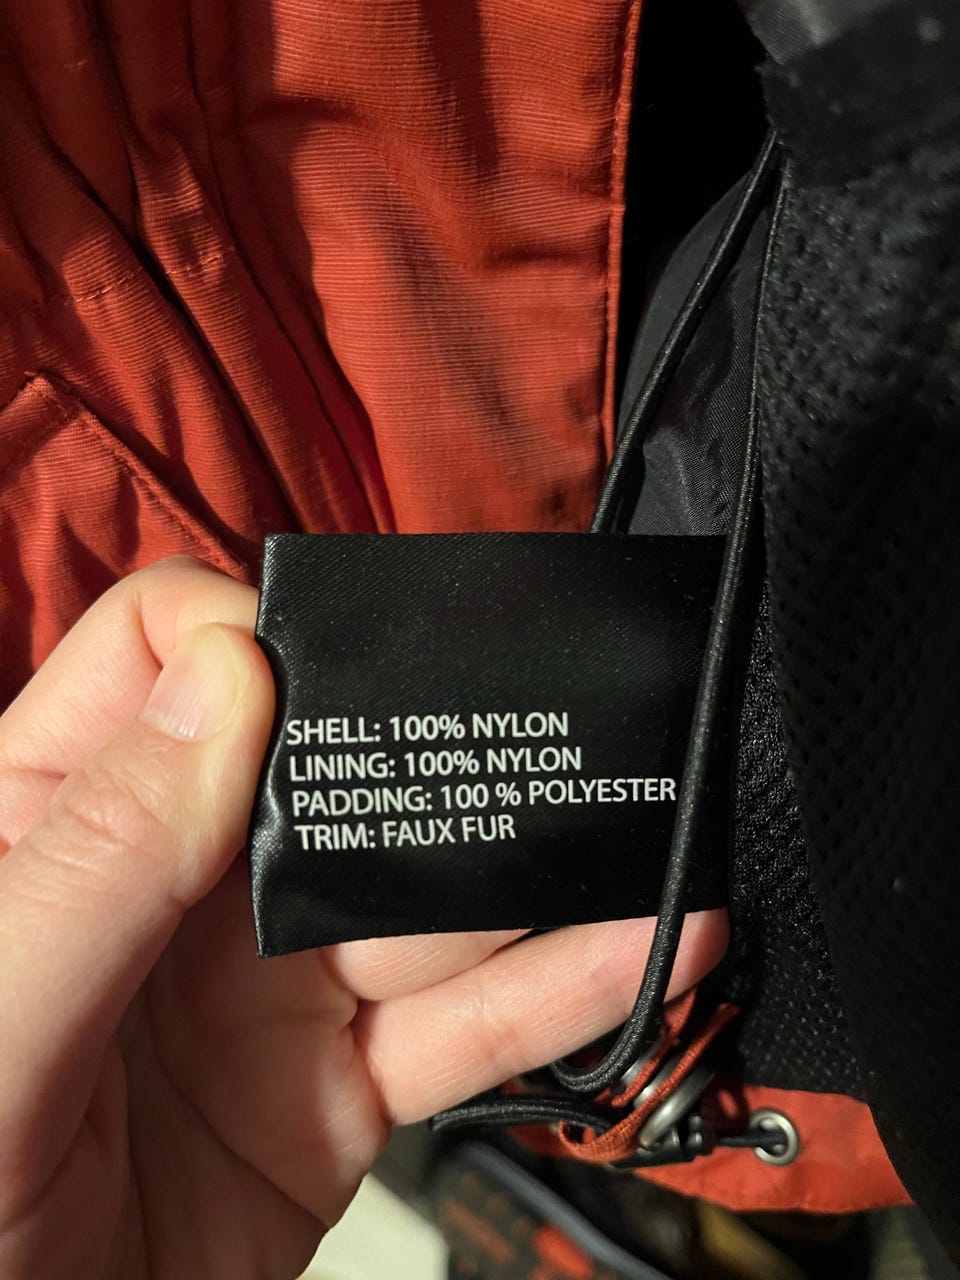 SHELL: 100% NYLON
LINING: 100% NYLON
PADDING: 100 % POLYESTER
TRIM: FAUX FUR